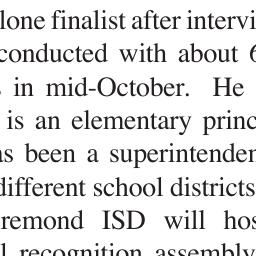 lone finalist after intervi
conducted with about 6
in mid-October. He
is an elementary princ
as been a superintenden
different school districts
remond ISD will hos
l recognition assembly